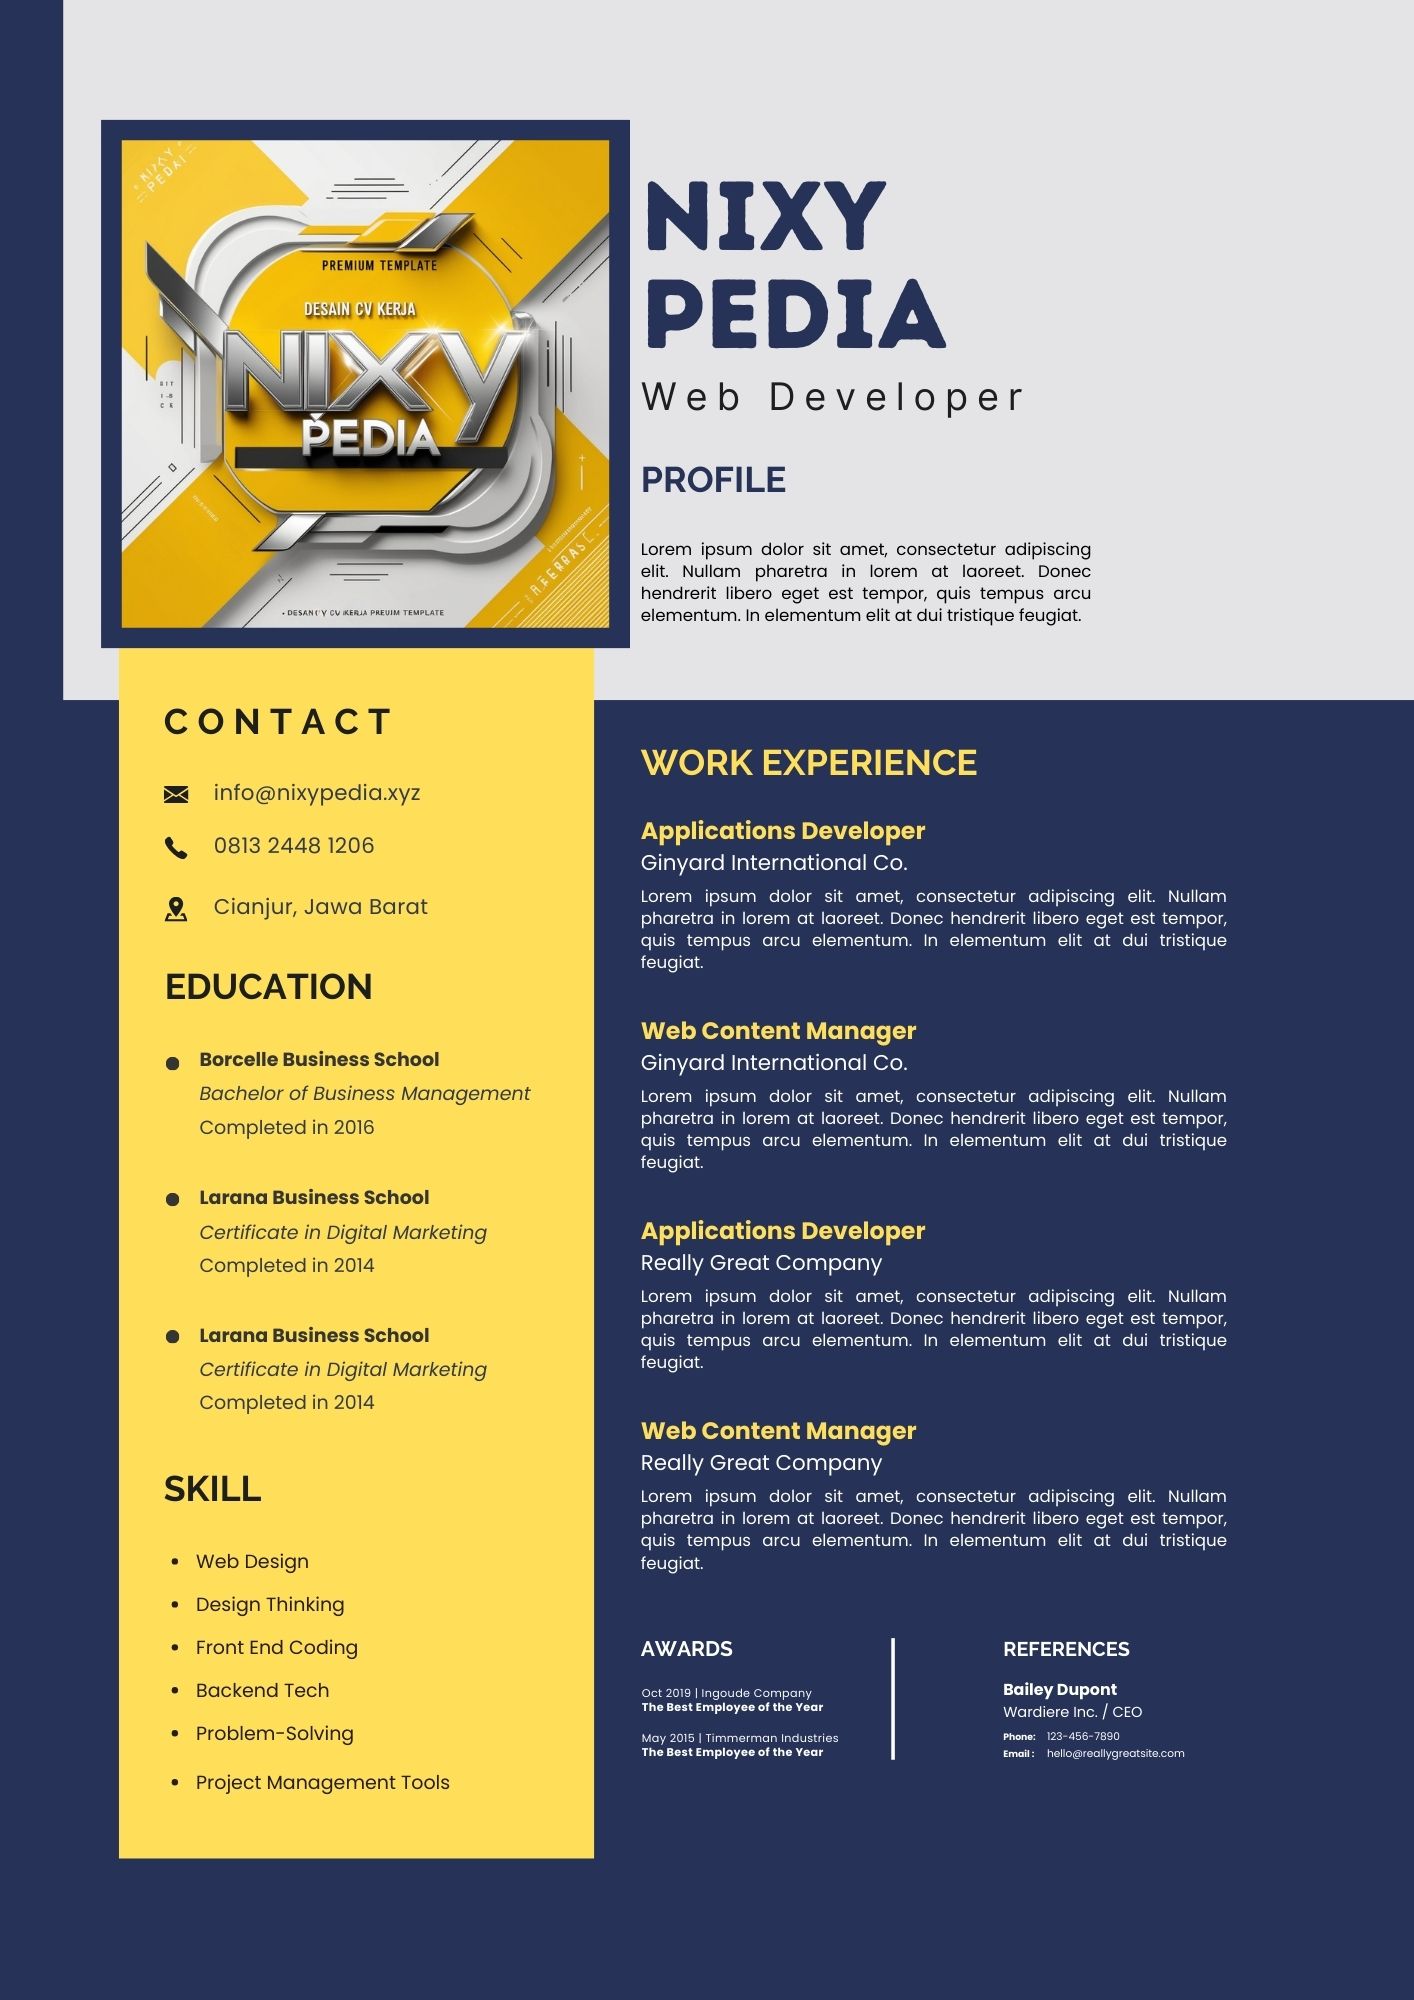 NIXY
PEDAI
PREMIUM TEMPLATE
DESAIN CV KERJA
NIXY
PEDIA
NIXY
PEDIA
Web Developer
PROFILE
Lorem ipsum dolor sit amet, consectetur adipiscing
elit. Nullam pharetra in lorem at laoreet. Donec
hendrerit libero eget est tempor, quis tempus arcu
elementum. In elementum elit at dui tristique feugiat.
CONTACT
info@nixypedia.xyz
0813 2448 1206
Cianjur, Jawa Barat
EDUCATION
Borcelle Business School
Bachelor of Business Management
Completed in 2016
Larana Business School
Certificate in Digital Marketing
Completed in 2014
Larana Business School
Certificate in Digital Marketing
Completed in 2014
SKILL
• Web Design
• Design Thinking
• Front End Coding
• Backend Tech
• Problem-Solving
• Project Management Tools
WORK EXPERIENCE
Applications Developer
Ginyard International Co.
Lorem ipsum dolor sit amet, consectetur adipiscing elit. Nullam
pharetra in lorem at laoreet. Donec hendrerit libero eget est tempor,
quis tempus arcu elementum. In elementum elit at dui tristique
feugiat.
Web Content Manager
Ginyard International Co.
Lorem ipsum dolor sit amet, consectetur adipiscing elit. Nullam
pharetra in lorem at laoreet. Donec hendrerit libero eget est tempor,
quis tempus arcu elementum. In elementum elit at dui tristique
feugiat.
Applications Developer
Really Great Company
Lorem ipsum dolor sit amet, consectetur adipiscing elit. Nullam
pharetra in lorem at laoreet. Donec hendrerit libero eget est tempor,
quis tempus arcu elementum. In elementum elit at dui tristique
feugiat.
Web Content Manager
Really Great Company
Lorem ipsum dolor sit amet, consectetur adipiscing elit. Nullam
pharetra in lorem at laoreet. Donec hendrerit libero eget est tempor,
quis tempus arcu elementum. In elementum elit at dui tristique
feugiat.
AWARDS
Oct 2019 | Ingoude Company
The Best Employee of the Year
May 2015 | Timmerman Industries
The Best Employee of the Year
REFERENCES
Bailey Dupont
Wardiere Inc. / CEO
Phone: 123-456-7890
Email : hello@reallygreatsite.com